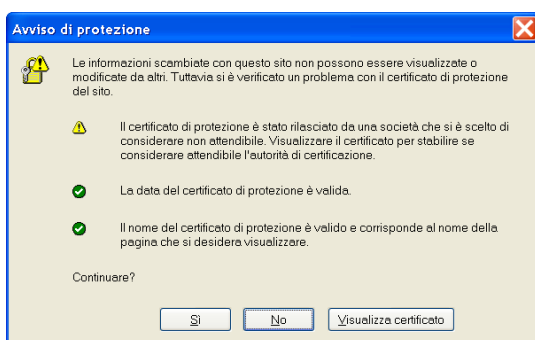 Avviso di protezione
Le informazioni scambiate con questo sito non possono essere visualizzate o
modificate da altri. Tuttavia si è verificato un problema con il certificato di protezione
del sito.
Il certificato di protezione è stato rilasciato da una società che si è scelto di
considerare non attendibile. Visualizzare il certificato per stabilire se
considerare attendibile l'autorità di certificazione.
La data del certificato di protezione è valida.
Il nome del certificato di protezione è valido e corrisponde al nome della
pagina che si desidera visualizzare.
Continuare?
Sì No Visualizza certificato